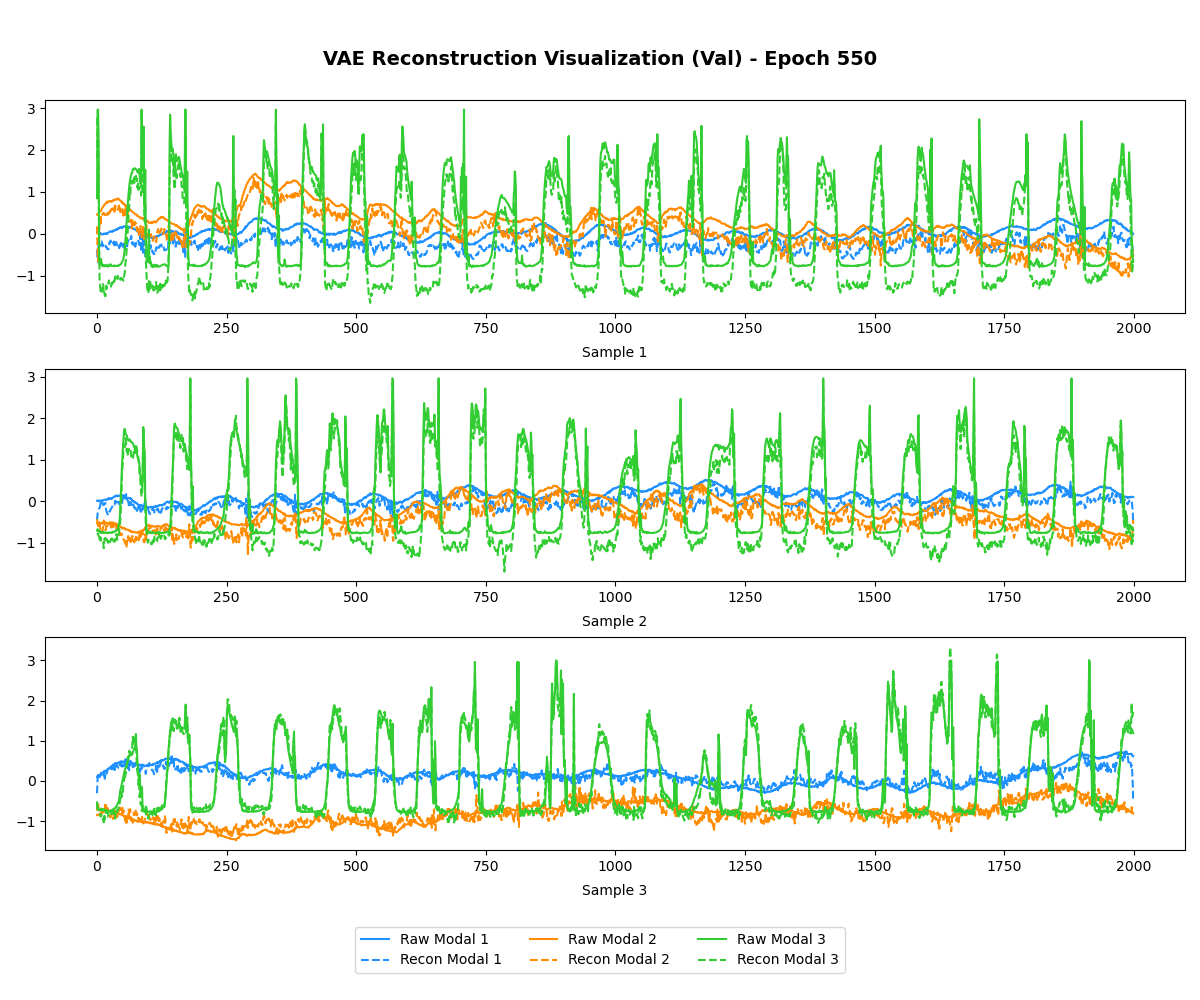 VAE Reconstruction Visualization (Val) - Epoch 550
3
2
1
0
−1
0 250 500 750 1000 1250 1500 1750 2000
Sample 1
3
2
1
0
−1
0 250 500 750 1000 1250 1500 1750 2000
Sample 2
3
2
1
0
−1
0 250 500 750 1000 1250 1500 1750 2000
Sample 3
Raw Modal 1 Raw Modal 2 Raw Modal 3
Recon Modal 1 Recon Modal 2 Recon Modal 3